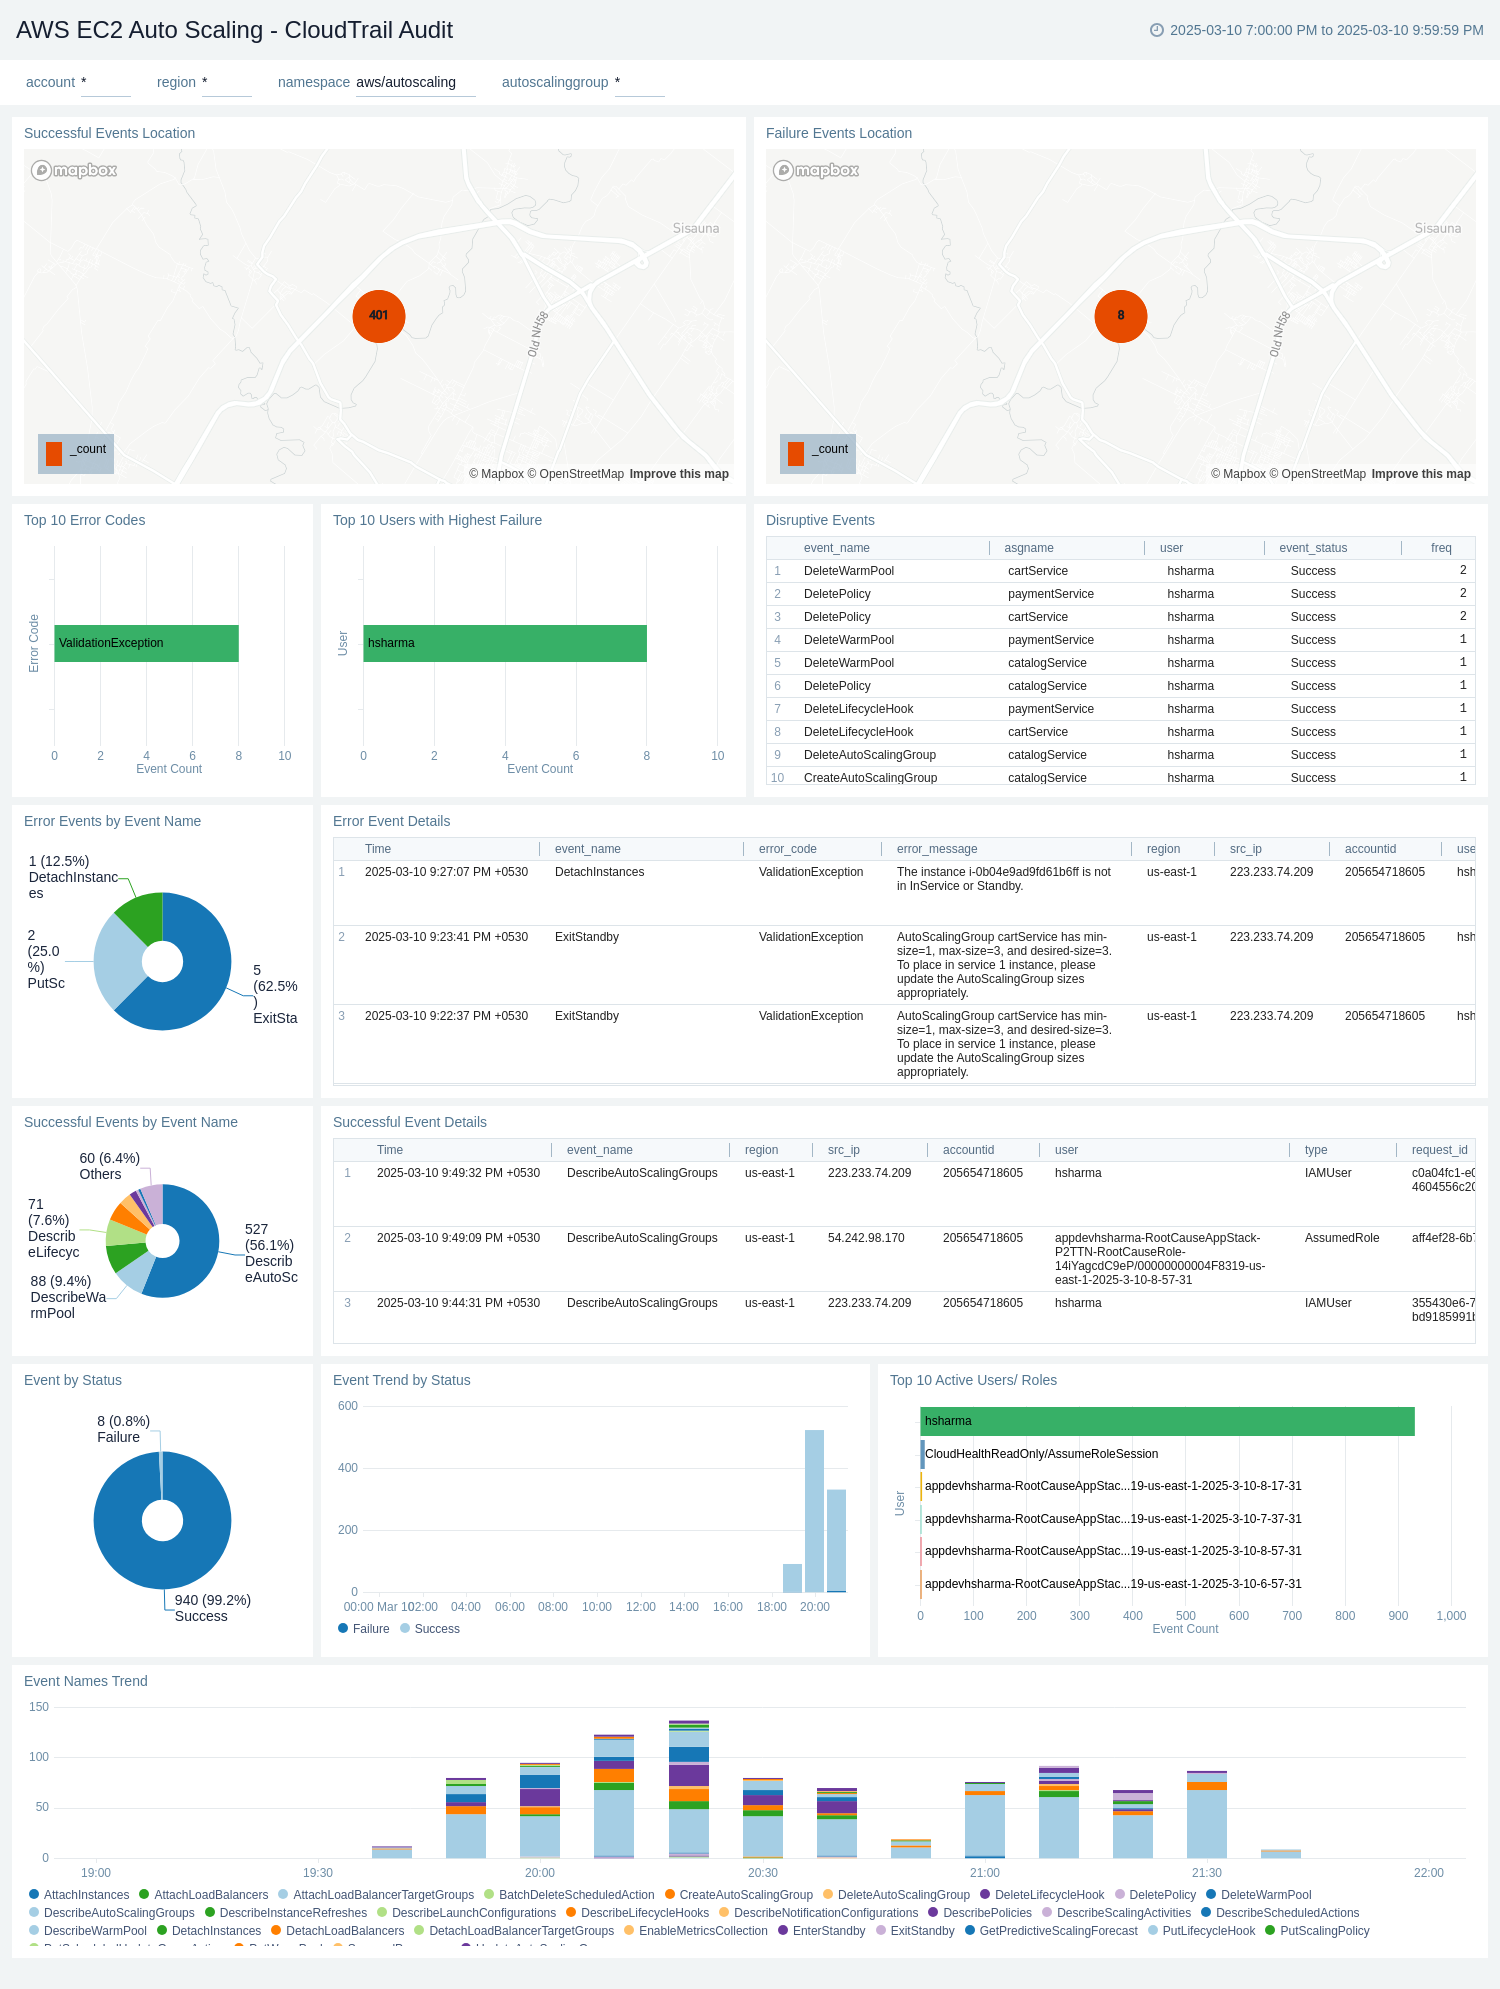 AWS EC2 Auto Scaling - CloudTrail Audit
2025-03-10 7:00:00 PM to 2025-03-10 9:59:59 PM
account *
region *
namespace aws/autoscaling
autoscalinggroup *
Successful Events Location
mapbox
Sisauna
401
Old NH58
_count
© Mapbox © OpenStreetMap Improve this map
Failure Events Location
mapbox
Sisauna
8
Old NH58
_count
© Mapbox © OpenStreetMap Improve this map
Top 10 Error Codes
Error Code
ValidationException
0 2 4 6 8 10
Event Count
Top 10 Users with Highest Failure
User
hsharma
0 2 4 6 8 10
Event Count
Disruptive Events
event_name asgname user event_status freq
1 DeleteWarmPool cartService hsharma Success 2
2 DeletePolicy paymentService hsharma Success 2
3 DeletePolicy cartService hsharma Success 2
4 DeleteWarmPool paymentService hsharma Success 1
5 DeleteWarmPool catalogService hsharma Success 1
6 DeletePolicy catalogService hsharma Success 1
7 DeleteLifecycleHook paymentService hsharma Success 1
8 DeleteLifecycleHook cartService hsharma Success 1
9 DeleteAutoScalingGroup catalogService hsharma Success 1
10 CreateAutoScalingGroup catalogService hsharma Success 1
Error Events by Event Name
1 (12.5%)
DetachInstanc
es
2
(25.0
%)
PutSc
5
(62.5%
)
ExitSta
Error Event Details
Time event_name error_code error_message region src_ip accountid use
1 2025-03-10 9:27:07 PM +0530 DetachInstances ValidationException The instance i-0b04e9ad9fd61b6ff is not us-east-1 223.233.74.209 205654718605 hsh
in InService or Standby.
2 2025-03-10 9:23:41 PM +0530 ExitStandby ValidationException AutoScalingGroup cartService has min- us-east-1 223.233.74.209 205654718605 hsh
size=1, max-size=3, and desired-size=3.
To place in service 1 instance, please
update the AutoScalingGroup sizes
appropriately.
3 2025-03-10 9:22:37 PM +0530 ExitStandby ValidationException AutoScalingGroup cartService has min- us-east-1 223.233.74.209 205654718605 hsh
size=1, max-size=3, and desired-size=3.
To place in service 1 instance, please
update the AutoScalingGroup sizes
appropriately.
Successful Events by Event Name
60 (6.4%)
Others
71
(7.6%)
Describ
eLifecyc
88 (9.4%)
DescribeWa
rmPool
527
(56.1%)
Describ
eAutoSc
Successful Event Details
Time event_name region src_ip accountid user type request_id
1 2025-03-10 9:49:32 PM +0530 DescribeAutoScalingGroups us-east-1 223.233.74.209 205654718605 hsharma IAMUser c0a04fc1-e0
4604556c20
2 2025-03-10 9:49:09 PM +0530 DescribeAutoScalingGroups us-east-1 54.242.98.170 205654718605 appdevhsharma-RootCauseAppStack- AssumedRole aff4ef28-6b7
P2TTN-RootCauseRole-
14iYagcdC9eP/00000000004F8319-us-
east-1-2025-3-10-8-57-31
3 2025-03-10 9:44:31 PM +0530 DescribeAutoScalingGroups us-east-1 223.233.74.209 205654718605 hsharma IAMUser 355430e6-7
bd9185991b
Event by Status
8 (0.8%)
Failure
940 (99.2%)
Success
Event Trend by Status
600
400
200
0
00:00 Mar 10 02:00 04:00 06:00 08:00 10:00 12:00 14:00 16:00 18:00 20:00
Failure Success
Top 10 Active Users/ Roles
User
hsharma
CloudHealthReadOnly/AssumeRoleSession
appdevhsharma-RootCauseAppStac...19-us-east-1-2025-3-10-8-17-31
appdevhsharma-RootCauseAppStac...19-us-east-1-2025-3-10-7-37-31
appdevhsharma-RootCauseAppStac...19-us-east-1-2025-3-10-8-57-31
appdevhsharma-RootCauseAppStac...19-us-east-1-2025-3-10-6-57-31
0 100 200 300 400 500 600 700 800 900 1,000
Event Count
Event Names Trend
150
100
50
0
19:00 19:30 20:00 20:30 21:00 21:30 22:00
AttachInstances AttachLoadBalancers AttachLoadBalancerTargetGroups BatchDeleteScheduledAction CreateAutoScalingGroup DeleteAutoScalingGroup DeleteLifecycleHook DeletePolicy DeleteWarmPool
DescribeAutoScalingGroups DescribeInstanceRefreshes DescribeLaunchConfigurations DescribeLifecycleHooks DescribeNotificationConfigurations DescribePolicies DescribeScalingActivities DescribeScheduledActions
DescribeWarmPool DetachInstances DetachLoadBalancers DetachLoadBalancerTargetGroups EnableMetricsCollection EnterStandby ExitStandby GetPredictiveScalingForecast PutLifecycleHook PutScalingPolicy